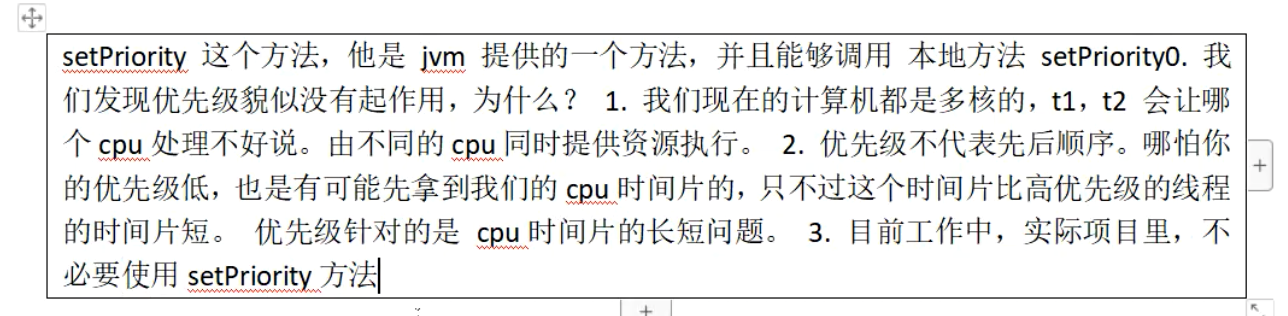 setPriority 这个方法，他是 jvm 提供的一个方法，并且能够调用 本地方法 setPriority0. 我
们发现优先级貌似没有起作用，为什么？ 1. 我们现在的计算机都是多核的，t1，t2 会让哪
个 cpu 处理不好说。由不同的 cpu 同时提供资源执行。 2. 优先级不代表先后顺序。哪怕你
的优先级低，也是有可能先拿到我们的 cpu 时间片的，只不过这个时间片比高优先级的线程
的时间片短。 优先级针对的是 cpu 时间片的长短问题。 3. 目前工作中，实际项目里，不
必要使用 setPriority 方法